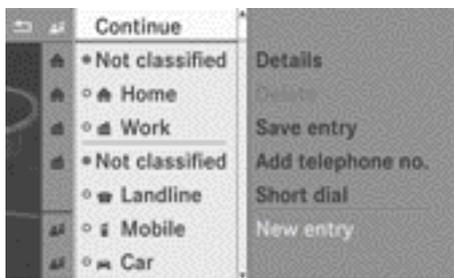 Continue
Not classified
Home
Work
Not classified
Landline
Mobile
Car
Details
Delete
Save entry
Add telephone no.
Short dial
New entry